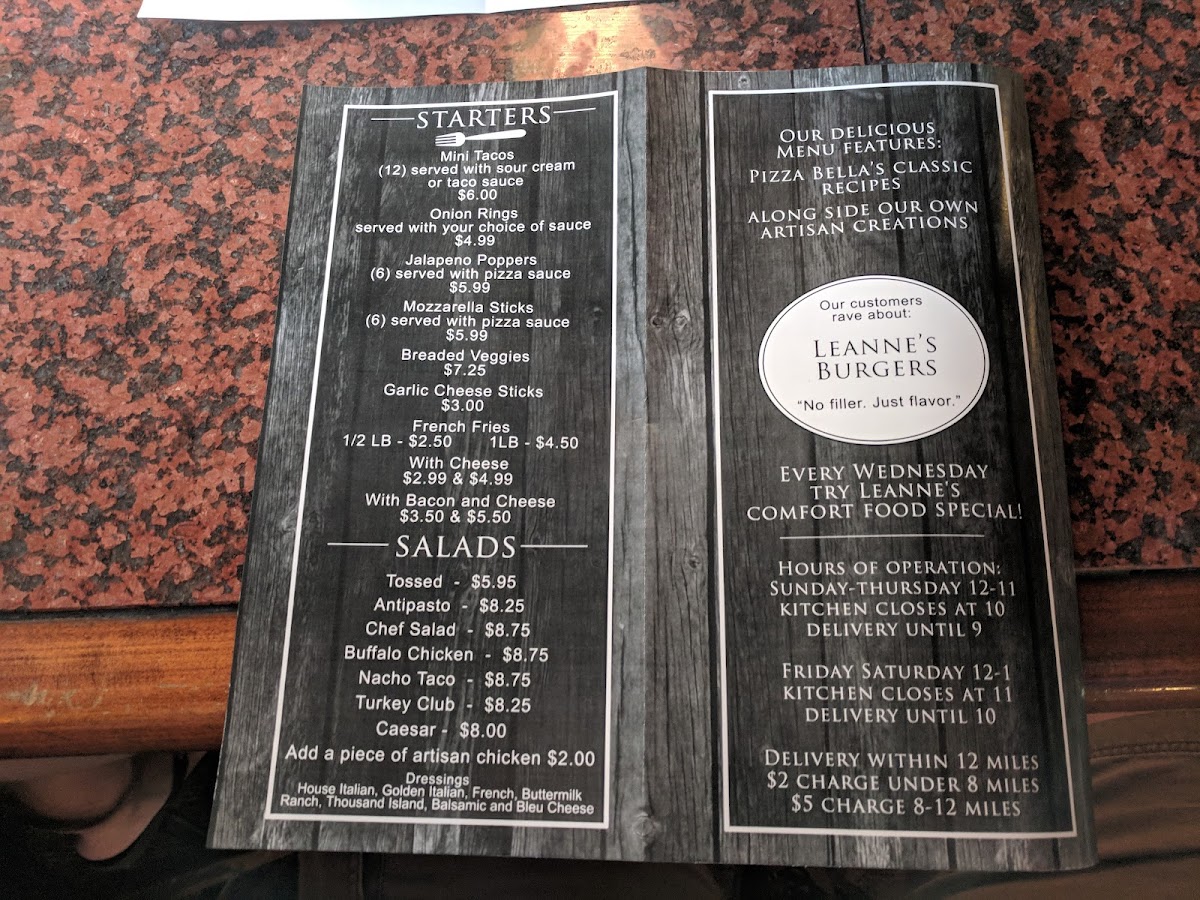 STARTERS
Mini Tacos
(12) served with sour cream
or taco sauce
$6.00
Onion Rings
served with your choice of sauce
$4.99
Jalapeno Poppers
(6) served with pizza sauce
$5.99
Mozzarella Sticks
(6) served with pizza sauce
$5.99
Breaded Veggies
$7.25
Garlic Cheese Sticks
$3.00
French Fries
1/2 LB - $2.50 1LB - $4.50
With Cheese
$2.99 & $4.99
With Bacon and Cheese
$3.50 & $5.50
SALADS
Tossed - $5.95
Antipasto - $8.25
Chef Salad - $8.75
Buffalo Chicken - $8.75
Nacho Taco - $8.75
Turkey Club - $8.25
Caesar - $8.00
Add a piece of artisan chicken $2.00
Dressings
House Italian, Golden Italian, French, Buttermilk
Ranch, Thousand Island, Balsamic and Bleu Cheese
OUR DELICIOUS
MENU FEATURES:
PIZZA BELLA'S CLASSIC
RECIPES
ALONG SIDE OUR OWN
ARTISAN CREATIONS
Our customers
rave about:
LEANNE'S
BURGERS
"No filler. Just flavor."
EVERY WEDNESDAY
TRY LEANNE'S
COMFORT FOOD SPECIAL!
HOURS OF OPERATION:
SUNDAY-THURSDAY 12-11
KITCHEN CLOSES AT 10
DELIVERY UNTIL 9
FRIDAY SATURDAY 12-1
KITCHEN CLOSES AT 11
DELIVERY UNTIL 10
DELIVERY WITHIN 12 MILES
$2 CHARGE UNDER 8 MILES
$5 CHARGE 8-12 MILES